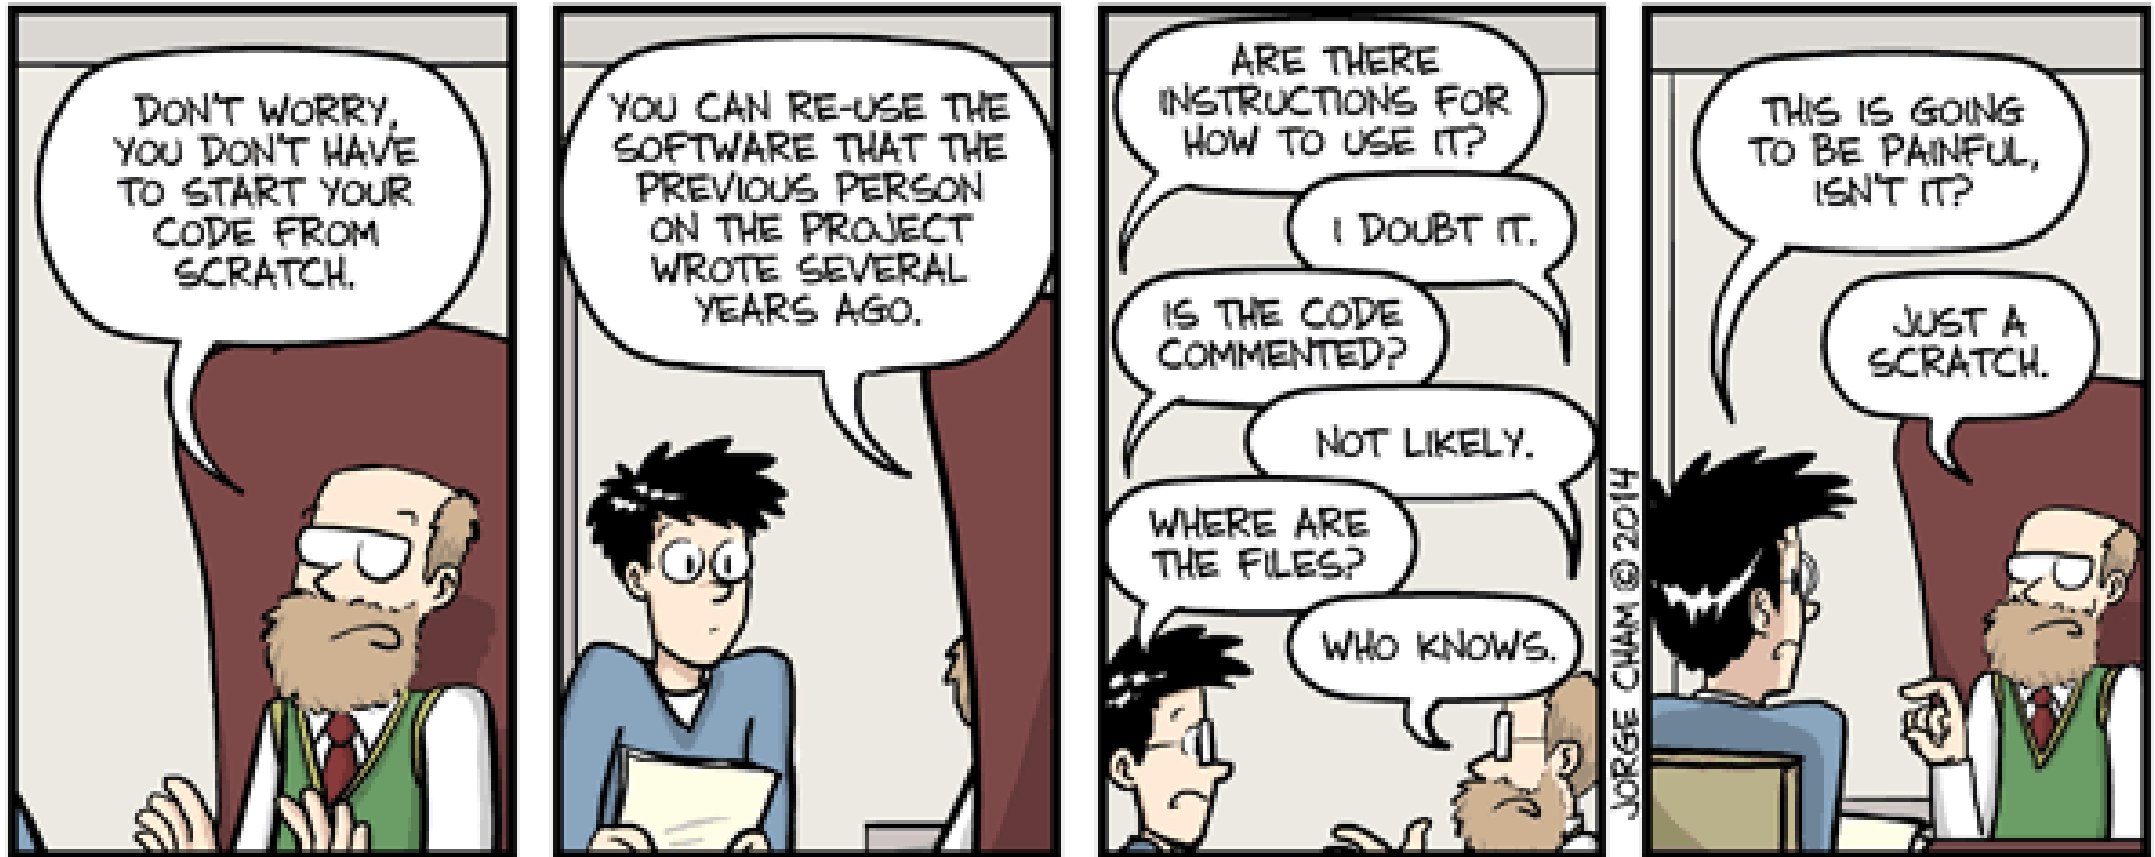 DON'T WORRY,
YOU DON'T HAVE
TO START YOUR
CODE FROM
SCRATCH.
YOU CAN RE-USE THE
SOFTWARE THAT THE
PREVIOUS PERSON
ON THE PROJECT
WROTE SEVERAL
YEARS AGO.
ARE THERE
INSTRUCTIONS FOR
HOW TO USE IT?
I DOUBT IT.
IS THE CODE
COMMENTED?
NOT LIKELY.
WHERE ARE
THE FILES?
WHO KNOWS.
JORGE CHAM © 2014
THIS IS GOING
TO BE PAINFUL,
ISN'T IT?
JUST A
SCRATCH.